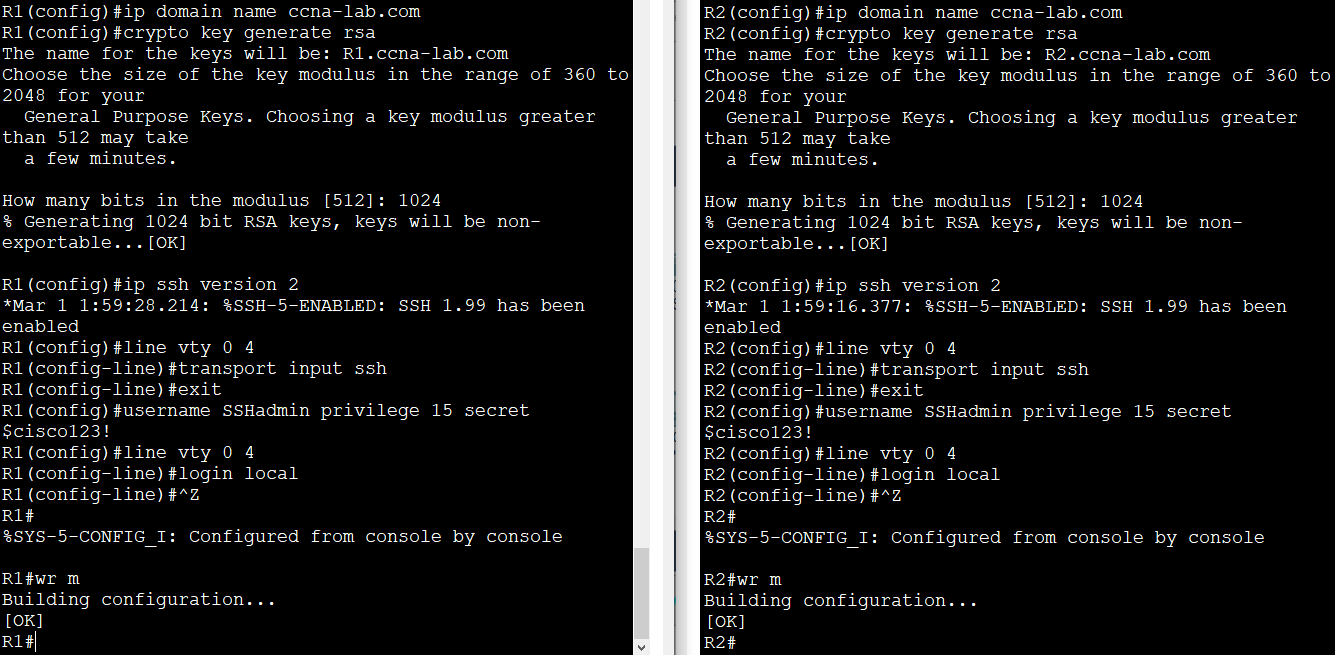 R1(config)#ip domain name ccna-lab.com
R1(config)#crypto key generate rsa
The name for the keys will be: R1.ccna-lab.com
Choose the size of the key modulus in the range of 360 to
2048 for your
  General Purpose Keys. Choosing a key modulus greater
than 512 may take
  a few minutes.

How many bits in the modulus [512]: 1024
% Generating 1024 bit RSA keys, keys will be non-
exportable...[OK]

R1(config)#ip ssh version 2
*Mar 1 1:59:28.214: %SSH-5-ENABLED: SSH 1.99 has been
enabled
R1(config)#line vty 0 4
R1(config-line)#transport input ssh
R1(config-line)#exit
R1(config)#username SSHadmin privilege 15 secret
$cisco123!
R1(config)#line vty 0 4
R1(config-line)#login local
R1(config-line)#^Z
R1#
%SYS-5-CONFIG_I: Configured from console by console

R1#wr m
Building configuration...
[OK]
R1#

R2(config)#ip domain name ccna-lab.com
R2(config)#crypto key generate rsa
The name for the keys will be: R2.ccna-lab.com
Choose the size of the key modulus in the range of 360 to
2048 for your
  General Purpose Keys. Choosing a key modulus greater
than 512 may take
  a few minutes.

How many bits in the modulus [512]: 1024
% Generating 1024 bit RSA keys, keys will be non-
exportable...[OK]

R2(config)#ip ssh version 2
*Mar 1 1:59:16.377: %SSH-5-ENABLED: SSH 1.99 has been
enabled
R2(config)#line vty 0 4
R2(config-line)#transport input ssh
R2(config-line)#exit
R2(config)#username SSHadmin privilege 15 secret
$cisco123!
R2(config)#line vty 0 4
R2(config-line)#login local
R2(config-line)#^Z
R2#
%SYS-5-CONFIG_I: Configured from console by console

R2#wr m
Building configuration...
[OK]
R2#